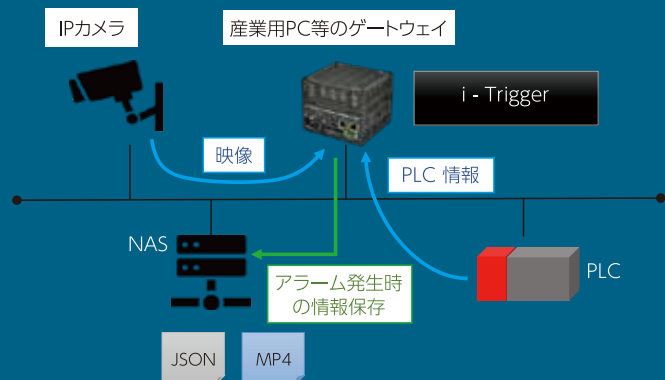 IPカメラ
産業用PC等のゲートウェイ
i - Trigger
映像
PLC 情報
NAS
アラーム発生時
の情報保存
PLC
JSON
MP4